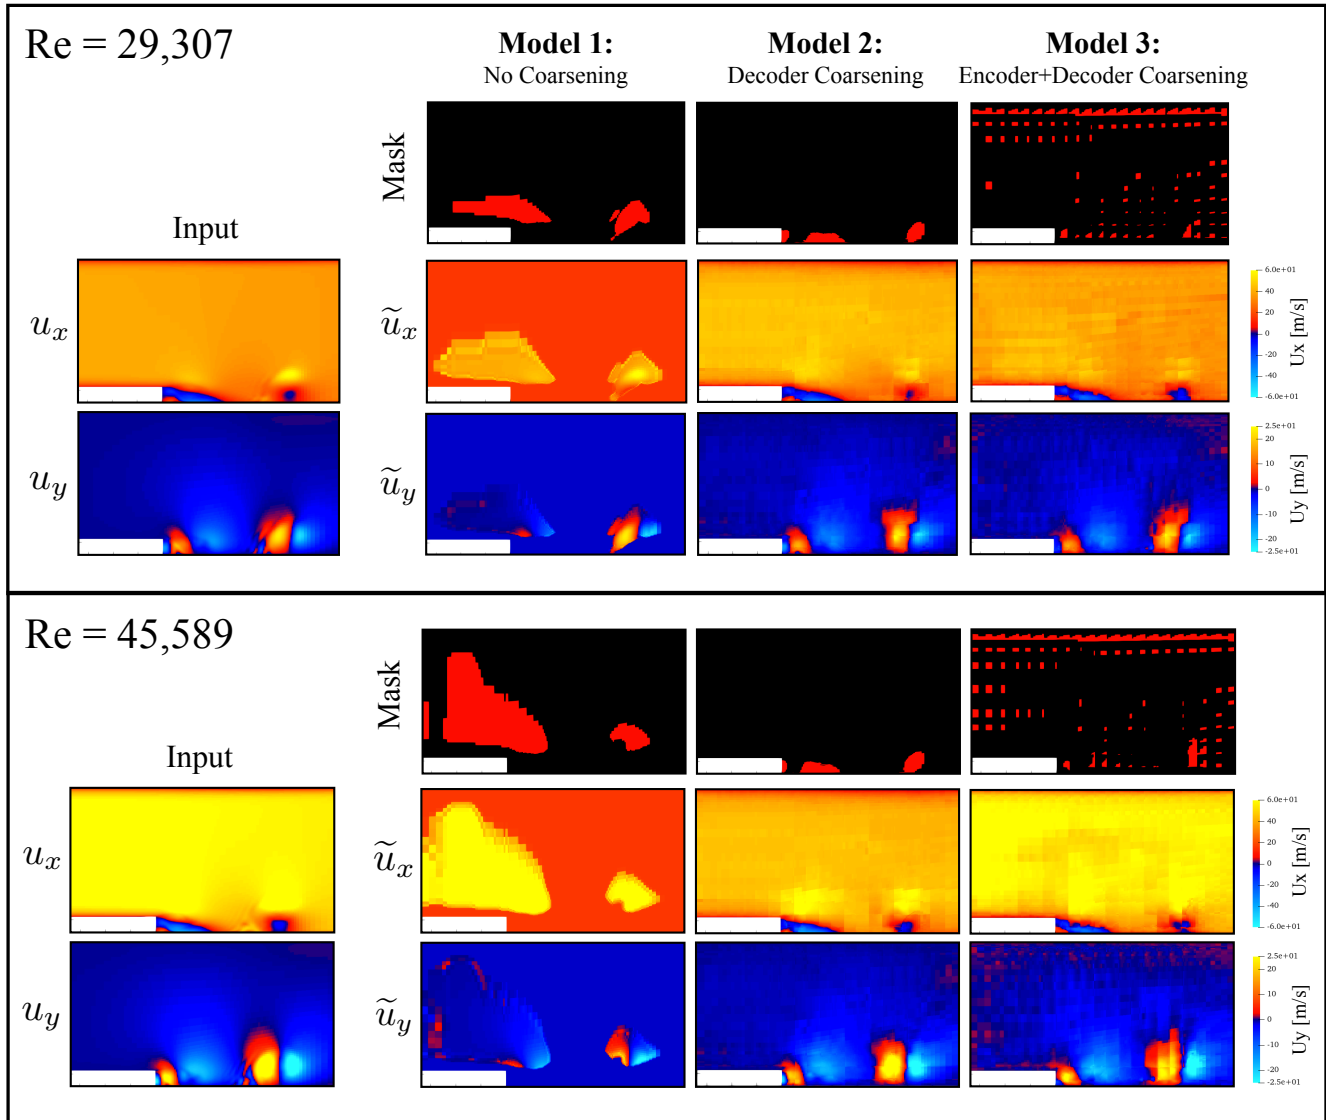 Re = 29,307
Model 1:
No Coarsening
Model 2:
Decoder Coarsening
Model 3:
Encoder+Decoder Coarsening
Mask
Input
u_x
ũ_x
6.0e+01
40
20
0
-20
-40
-6.0e+01
Ux [m/s]
u_y
ũ_y
2.5e+01
20
10
0
-10
-20
-2.5e+01
Uy [m/s]
Re = 45,589
Mask
Input
u_x
ũ_x
6.0e+01
40
20
0
-20
-40
-6.0e+01
Ux [m/s]
u_y
ũ_y
2.5e+01
20
10
0
-10
-20
-2.5e+01
Uy [m/s]